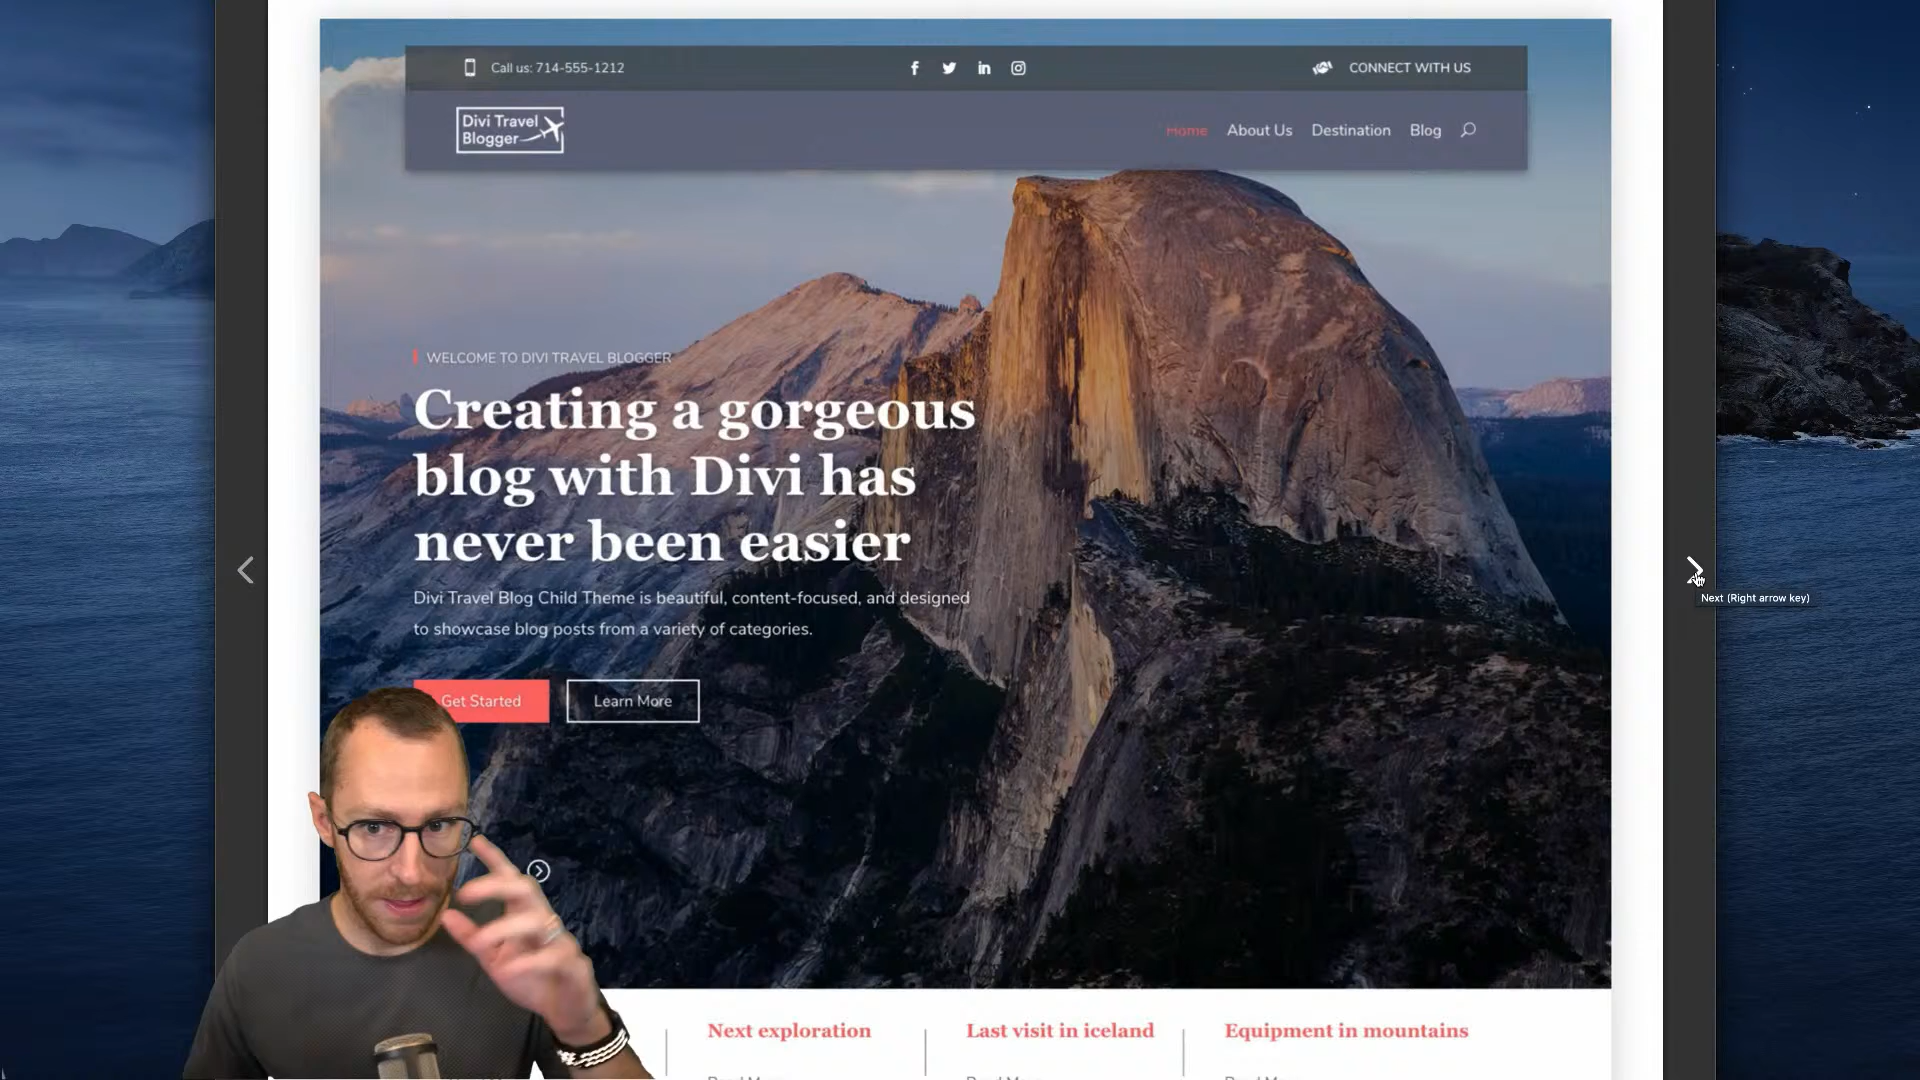 Call us: 714-555-1212
CONNECT WITH US
Divi Travel
Blogger
Home
About Us
Destination
Blog
WELCOME TO DIVI TRAVEL BLOGGER
Creating a gorgeous
blog with Divi has
never been easier
Divi Travel Blog Child Theme is beautiful, content-focused, and designed
to showcase blog posts from a variety of categories.
Get Started
Learn More
Next (Right arrow key)
Next exploration
Last visit in iceland
Equipment in mountains